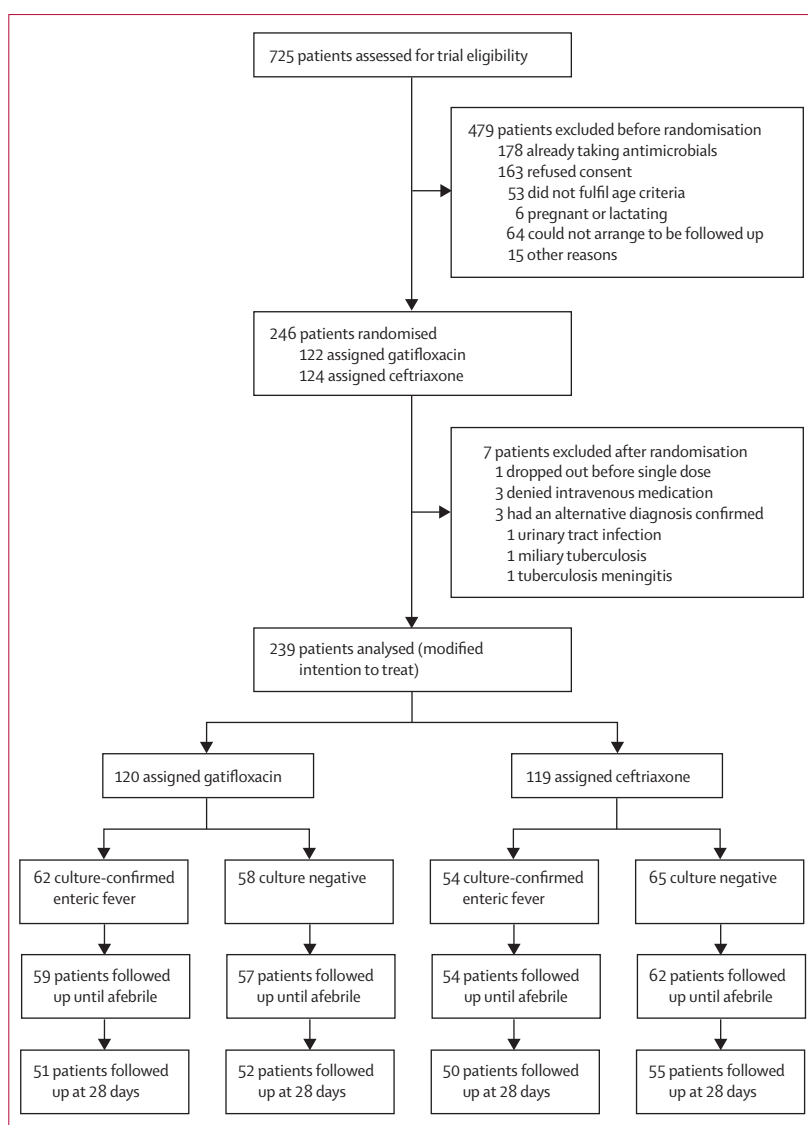 725 patients assessed for trial eligibility
479 patients excluded before randomisation
178 already taking antimicrobials
163 refused consent
53 did not fulfil age criteria
6 pregnant or lactating
64 could not arrange to be followed up
15 other reasons
246 patients randomised
122 assigned gatifloxacin
124 assigned ceftriaxone
7 patients excluded after randomisation
1 dropped out before single dose
3 denied intravenous medication
3 had an alternative diagnosis confirmed
1 urinary tract infection
1 miliary tuberculosis
1 tuberculosis meningitis
239 patients analysed (modified
intention to treat)
120 assigned gatifloxacin
119 assigned ceftriaxone
62 culture-confirmed
enteric fever
58 culture negative
54 culture-confirmed
enteric fever
65 culture negative
59 patients followed
up until afebrile
57 patients followed
up until afebrile
54 patients followed
up until afebrile
62 patients followed
up until afebrile
51 patients followed
up at 28 days
52 patients followed
up at 28 days
50 patients followed
up at 28 days
55 patients followed
up at 28 days